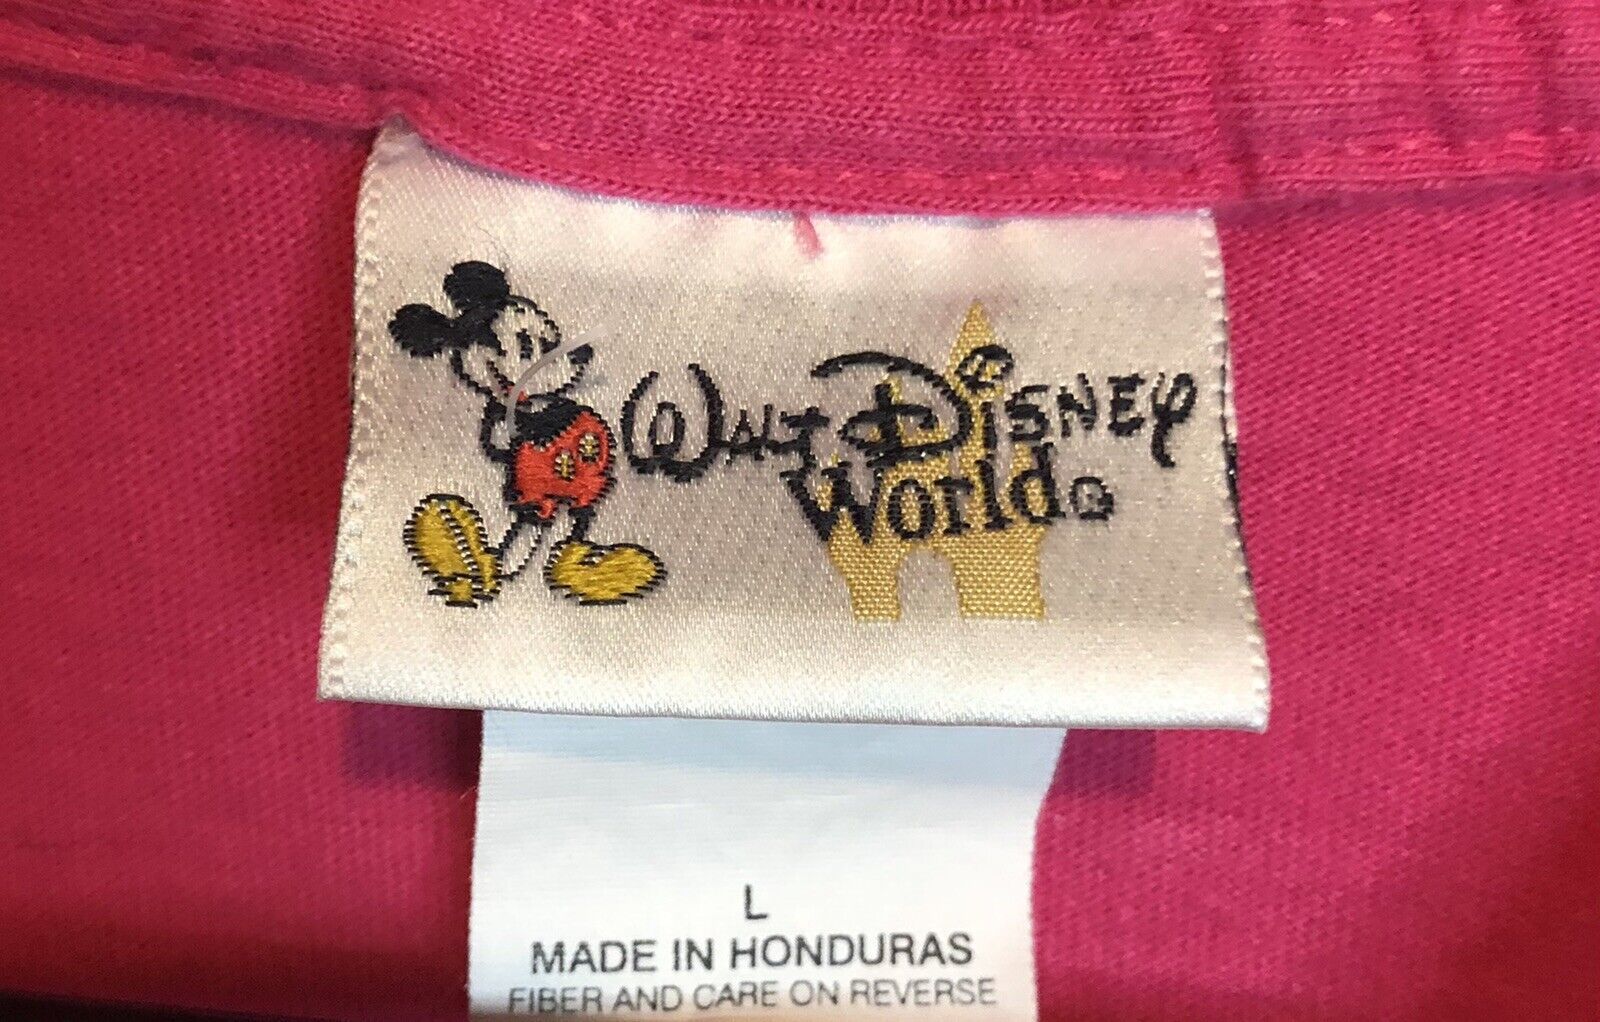 WALT DISNEY
World®
L
MADE IN HONDURAS
FIBER AND CARE ON REVERSE